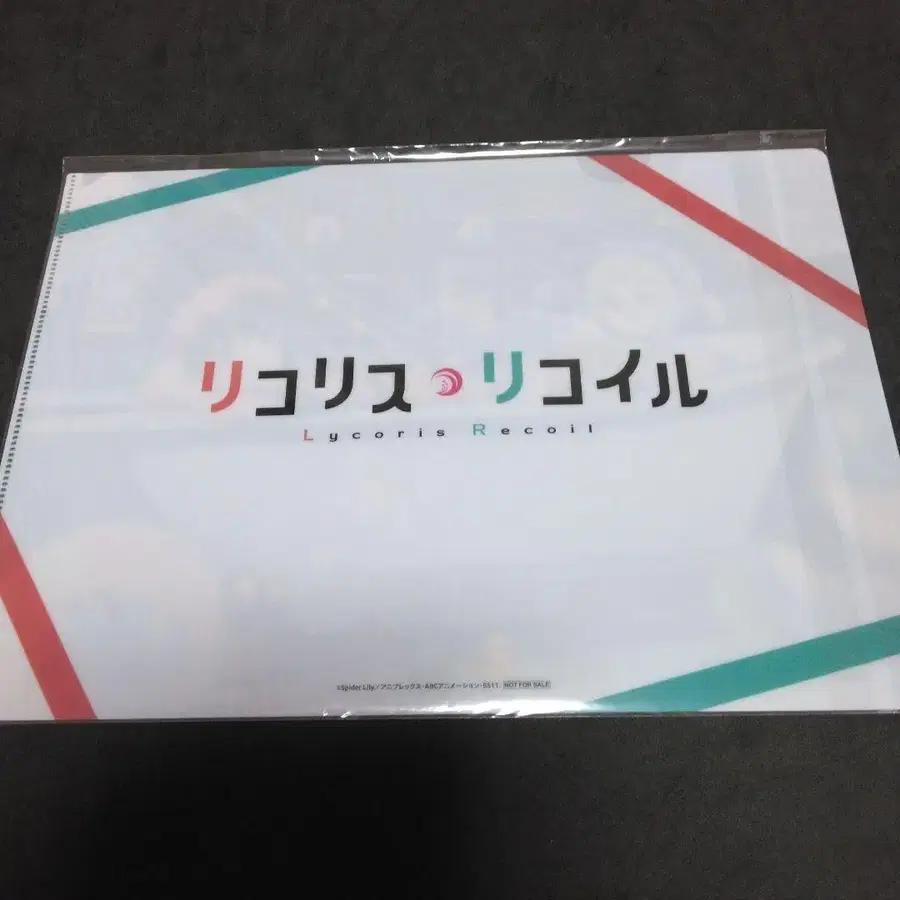 リコリス・リコイル
Lycoris Recoil
©Spider Lily／アニプレックス・ABCアニメーション・BS11 NOT FOR SALE